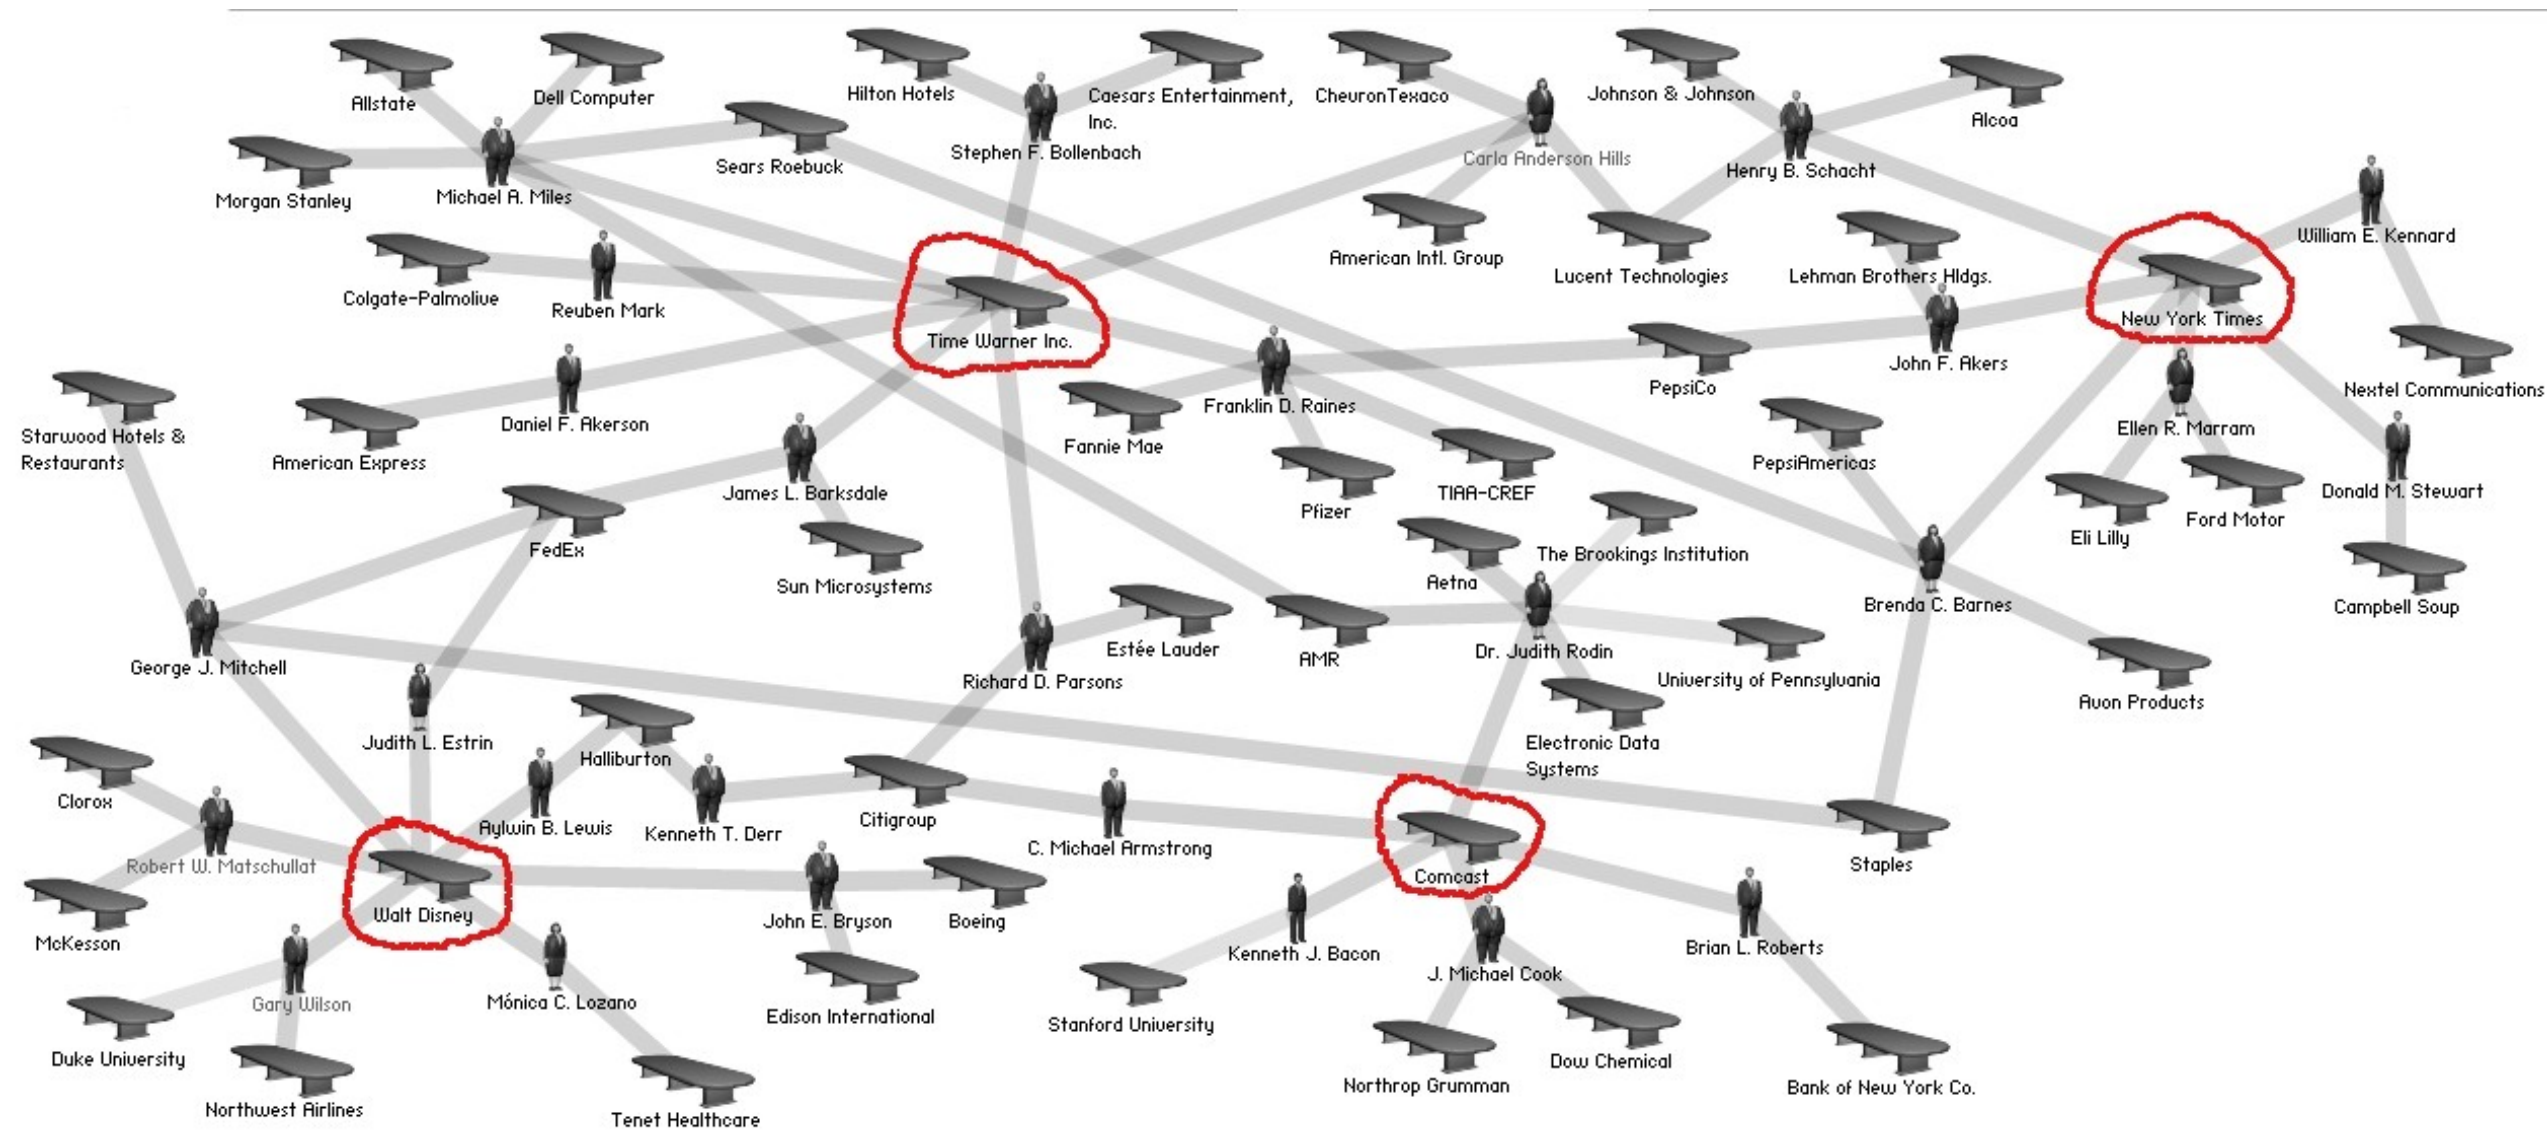 Allstate
Dell Computer
Hilton Hotels
Caesars Entertainment,
Inc.
ChevronTexaco
Johnson & Johnson
Alcoa
Stephen F. Bollenbach
Sears Roebuck
Carla Anderson Hills
Henry B. Schacht
Morgan Stanley
Michael A. Miles
William E. Kennard
American Intl. Group
Lucent Technologies
Lehman Brothers Hldgs.
Colgate-Palmolive
Reuben Mark
New York Times
Time Warner Inc.
John F. Akers
PepsiCo
Nextel Communications
Franklin D. Raines
Daniel F. Akerson
Ellen R. Marram
Starwood Hotels &
Restaurants
American Express
Fannie Mae
PepsiAmericas
James L. Barksdale
TIAA-CREF
Donald M. Stewart
Pfizer
Ford Motor
Eli Lilly
FedEx
The Brookings Institution
Aetna
Sun Microsystems
Brenda C. Barnes
Campbell Soup
Estée Lauder
AMR
Dr. Judith Rodin
George J. Mitchell
Richard D. Parsons
University of Pennsylvania
Avon Products
Judith L. Estrin
Halliburton
Electronic Data
Systems
Clorox
Aylwin B. Lewis
Kenneth T. Derr
Citigroup
C. Michael Armstrong
Robert W. Matschullat
Staples
Comcast
Walt Disney
John E. Bryson
Boeing
McKesson
Kenneth J. Bacon
Brian L. Roberts
J. Michael Cook
Gary Wilson
Mónica C. Lozano
Edison International
Stanford University
Duke University
Dow Chemical
Northrop Grumman
Bank of New York Co.
Northwest Airlines
Tenet Healthcare